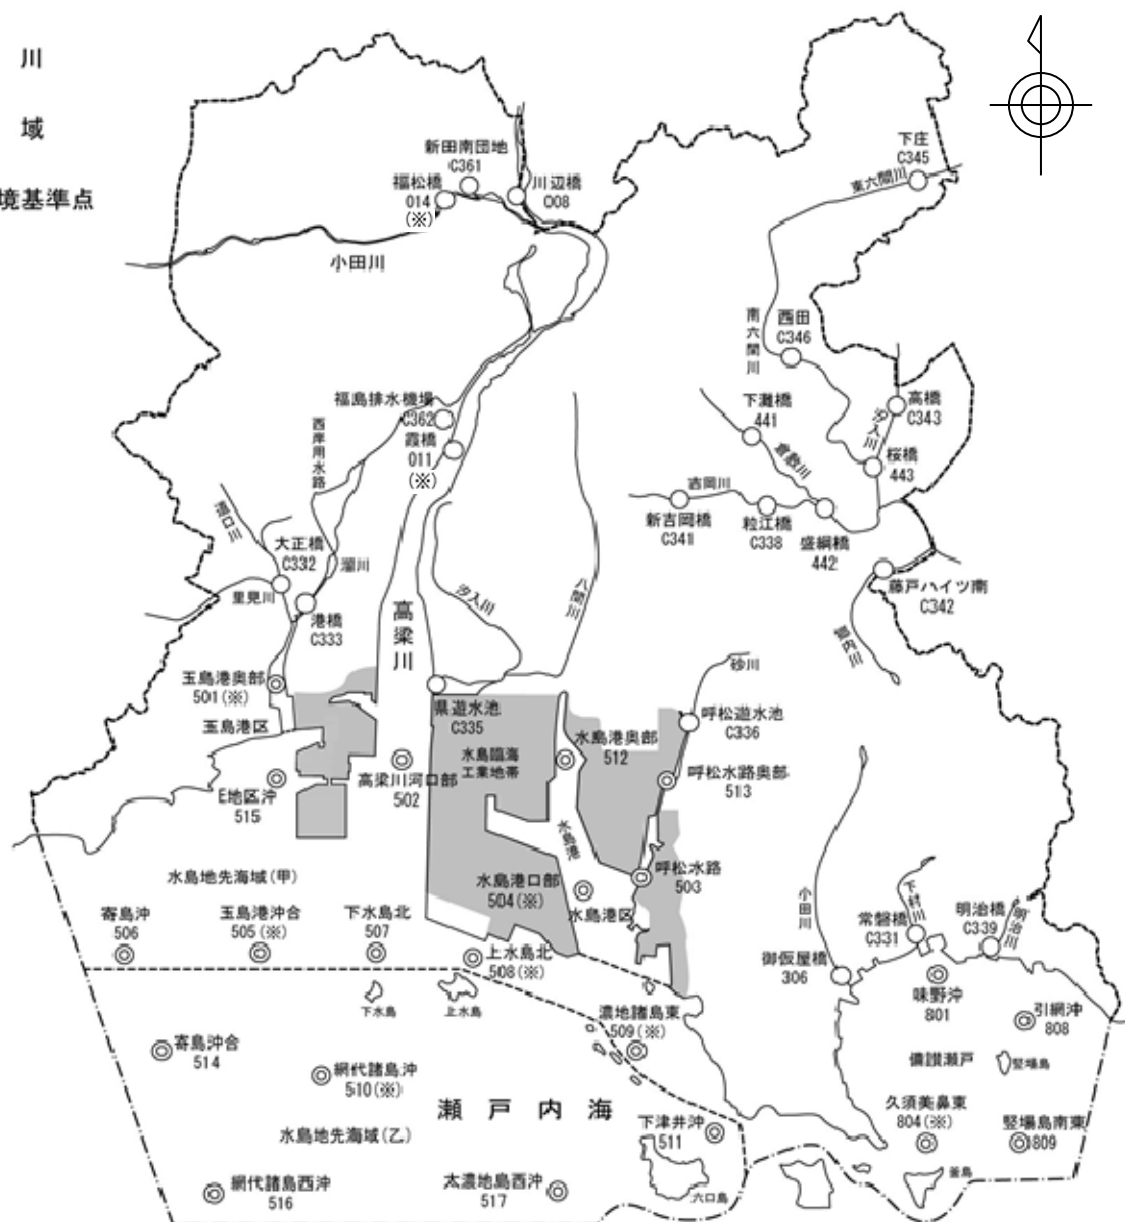 川
域
境基準点
新田南団地
C361
福松橋
014
(※)
川辺橋
008
下庄
C345
東六間川
小田川
南六間川
西田
C346
福島排水機場
C362
霞橋
011
(※)
西岸用水路
下灘橋
441
高橋
C343
汐入川
倉敷川
桜橋
443
吉岡川
新吉岡橋
C341
粒江橋
C338
盛綱橋
442
藤戸ハイツ南
C342
郷内川
道口川
大正橋
C332
溜川
里見川
港橋
C333
高梁川
汐入川
八間川
砂川
玉島港奥部
501(※)
玉島港区
県遊水池
C335
呼松遊水池
C336
水島臨海
工業地帯
水島港奥部
512
高梁川河口部
502
呼松水路奥部
513
E地区沖
515
水島港
呼松水路
503
水島地先海域(甲)
水島港口部
504(※)
水島港区
小田川
下村川
常盤橋
C331
明治橋
C339
明治川
寄島沖
506
玉島港沖合
505(※)
下水島北
507
上水島北
508(※)
御仮屋橋
306
味野沖
801
下水島
上水島
濃地諸島東
509(※)
引網沖
808
寄島沖合
514
網代諸島沖
510(※)
備讃瀬戸
竪場島
瀬戸内海
久須美鼻東
804(※)
下津井沖
511
竪場島南東
809
水島地先海域(乙)
釜島
網代諸島西沖
516
太濃地島西沖
517
六口島